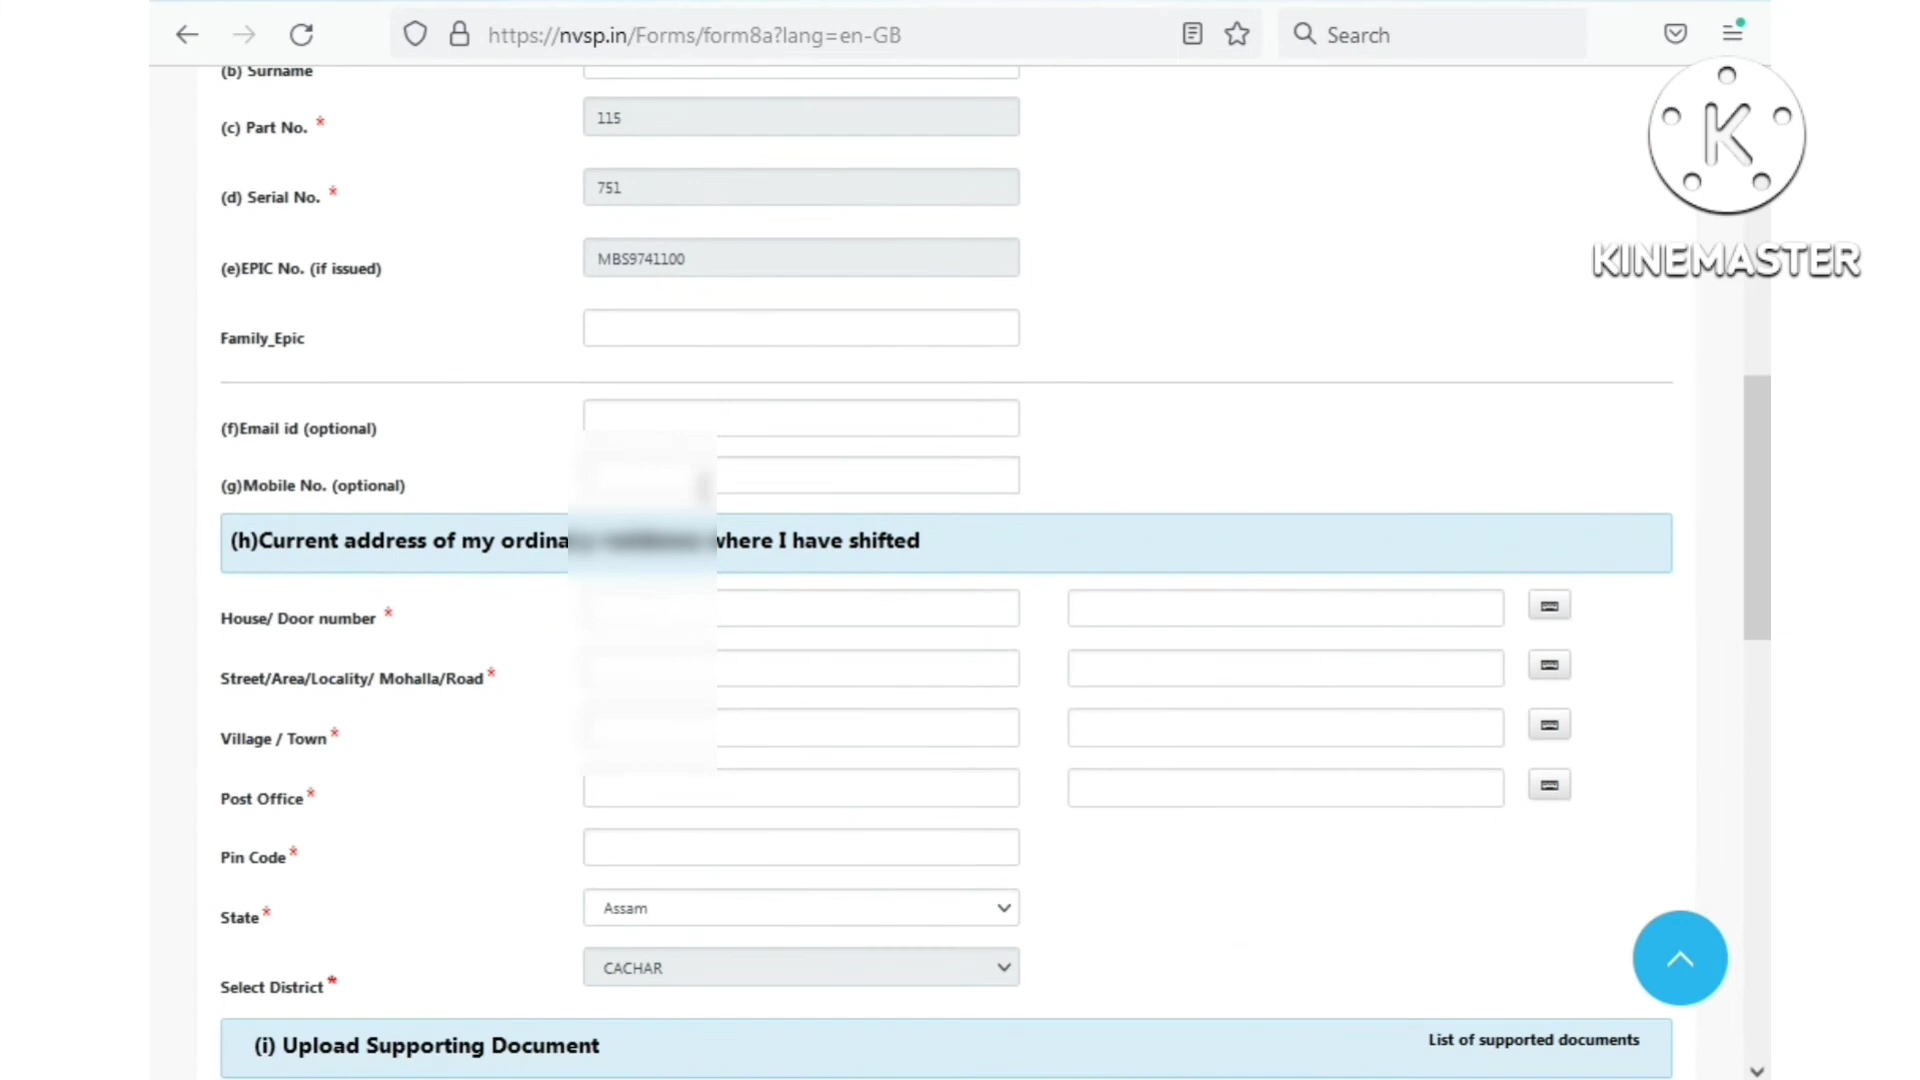 https://nvsp.in/Forms/form8a?lang=en-GB
Search
(b) Surname
(c) Part No. *
115
(d) Serial No. *
751
(e)EPIC No. (if issued)
MBS9741100
Family_Epic
(f)Email id (optional)
(g)Mobile No. (optional)
(h)Current address of my ordina where I have shifted
House/ Door number *
Street/Area/Locality/ Mohalla/Road *
Village / Town *
Post Office *
Pin Code *
State *
Assam
Select District *
CACHAR
(i) Upload Supporting Document
List of supported documents
K
KINEMASTER